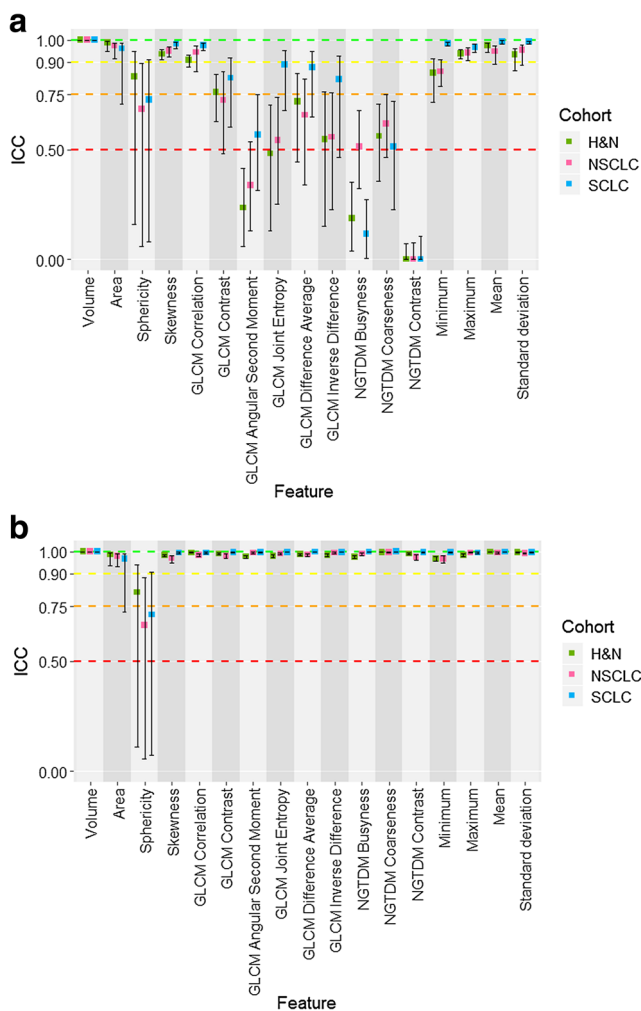 a
1.00
0.90
0.75
0.50
0.00
ICC
Volume
Area
Sphericity
Skewness
GLCM Correlation
GLCM Contrast
GLCM Angular Second Moment
GLCM Joint Entropy
GLCM Difference Average
GLCM Inverse Difference
NGTDM Busyness
NGTDM Coarseness
NGTDM Contrast
Minimum
Maximum
Mean
Standard deviation
Feature
Cohort
H&N
NSCLC
SCLC
b
1.00
0.90
0.75
0.50
0.00
ICC
Volume
Area
Sphericity
Skewness
GLCM Correlation
GLCM Contrast
GLCM Angular Second Moment
GLCM Joint Entropy
GLCM Difference Average
GLCM Inverse Difference
NGTDM Busyness
NGTDM Coarseness
NGTDM Contrast
Minimum
Maximum
Mean
Standard deviation
Feature
Cohort
H&N
NSCLC
SCLC